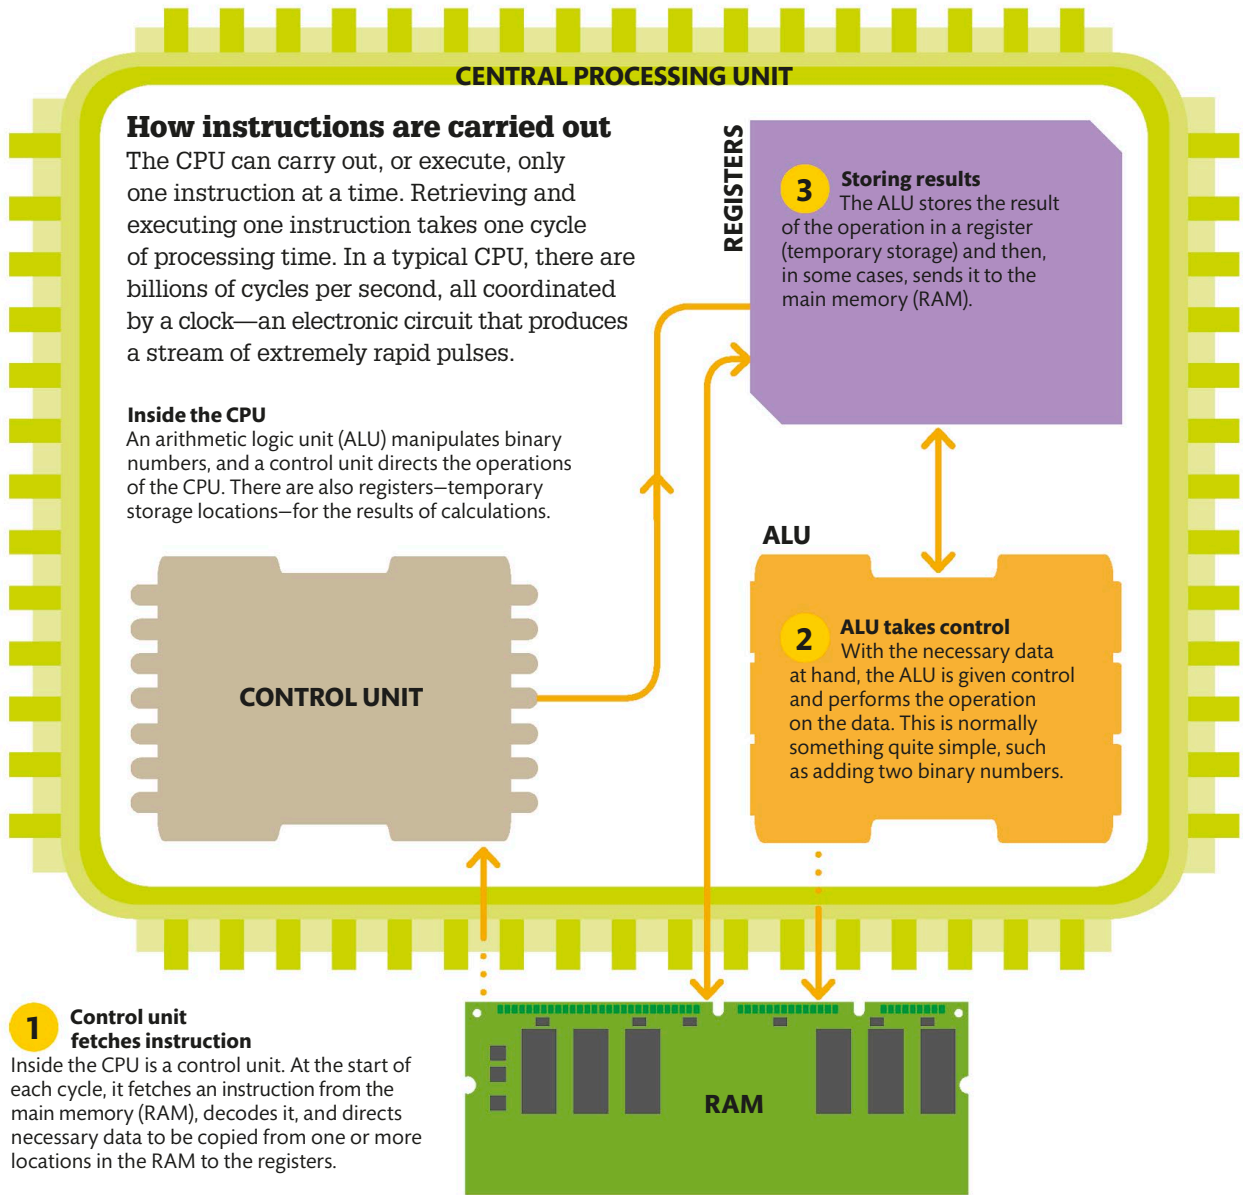 CENTRAL PROCESSING UNIT
How instructions are carried out
The CPU can carry out, or execute, only
one instruction at a time. Retrieving and
executing one instruction takes one cycle
of processing time. In a typical CPU, there are
billions of cycles per second, all coordinated
by a clock—an electronic circuit that produces
a stream of extremely rapid pulses.
Inside the CPU
An arithmetic logic unit (ALU) manipulates binary
numbers, and a control unit directs the operations
of the CPU. There are also registers—temporary
storage locations—for the results of calculations.
REGISTERS
3 Storing results
The ALU stores the result
of the operation in a register
(temporary storage) and then,
in some cases, sends it to the
main memory (RAM).
ALU
2 ALU takes control
With the necessary data
at hand, the ALU is given control
and performs the operation
on the data. This is normally
something quite simple, such
as adding two binary numbers.
CONTROL UNIT
1 Control unit
fetches instruction
Inside the CPU is a control unit. At the start of
each cycle, it fetches an instruction from the
main memory (RAM), decodes it, and directs
necessary data to be copied from one or more
locations in the RAM to the registers.
RAM